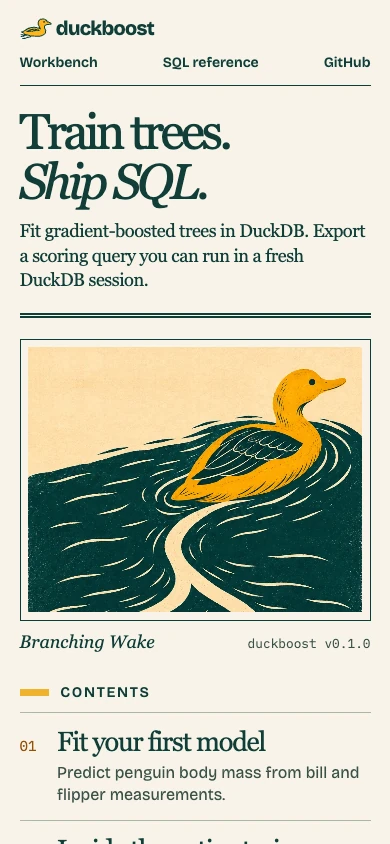 duckboost
Workbench SQL reference GitHub
Train trees.
Ship SQL.
Fit gradient-boosted trees in DuckDB. Export
a scoring query you can run in a fresh
DuckDB session.
Branching Wake duckboost v0.1.0
CONTENTS
01 Fit your first model
Predict penguin body mass from bill and
flipper measurements.